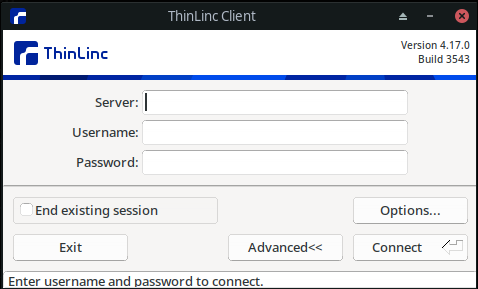 ThinLinc Client
ThinLinc
Version 4.17.0
Build 3543
Server:
Username:
Password:
End existing session
Options...
Exit
Advanced<<
Connect
Enter username and password to connect.